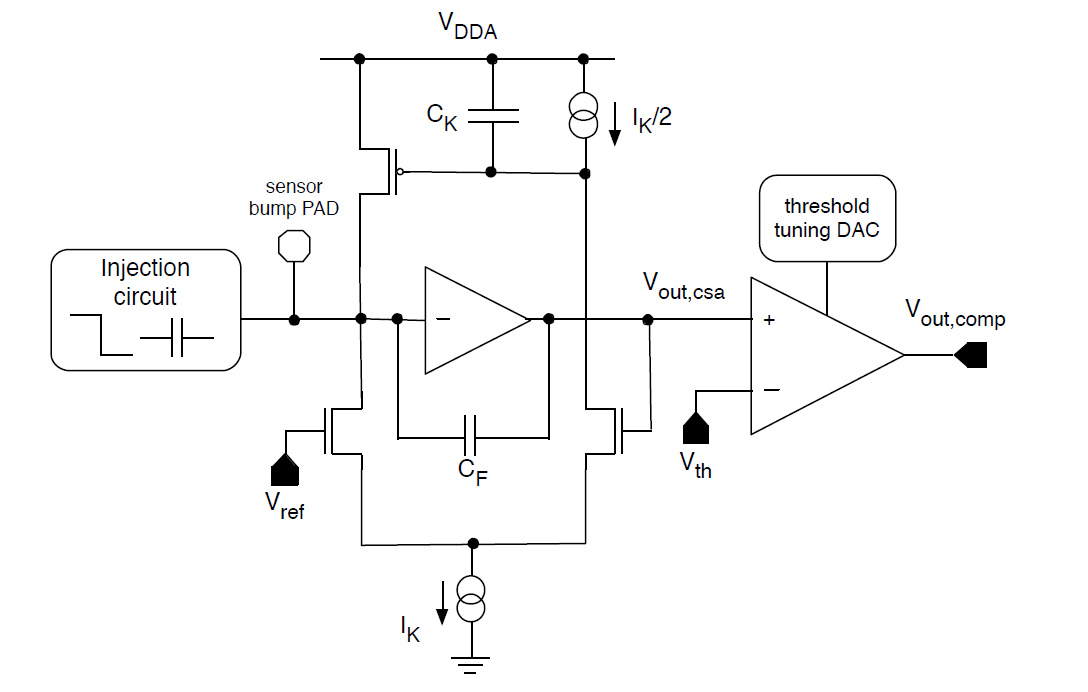 VDDA
CK
IK/2
sensor
bump PAD
threshold
tuning DAC
Injection
circuit
Vout,csa
Vout,comp
−
+
−
CF
Vth
Vref
IK